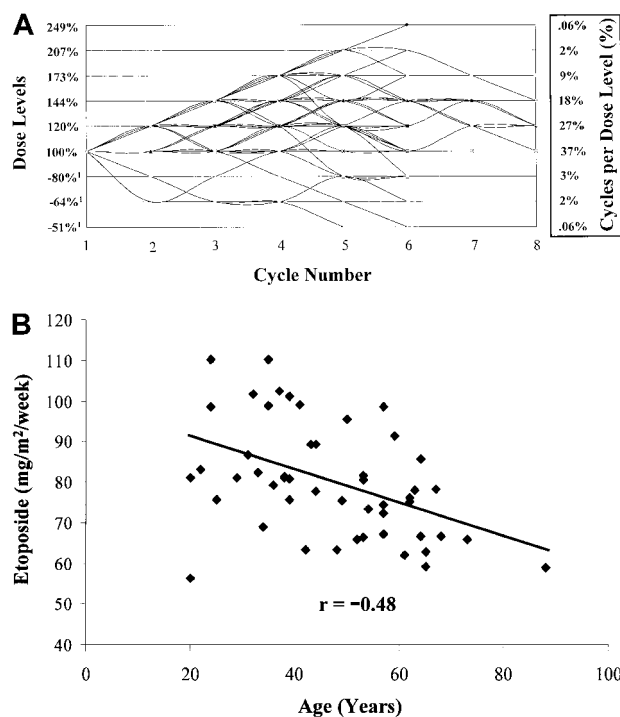 A
Dose Levels
249%
207%
173%
144%
120%
100%
-80%¹
-64%¹
-51%¹
1 2 3 4 5 6 7 8
Cycle Number
.06%
2%
9%
18%
27%
37%
3%
2%
.06%
Cycles per Dose Level (%)
B
Etoposide (mg/m²/week)
120
110
100
90
80
70
60
50
40
r = −0.48
0 20 40 60 80 100
Age (Years)